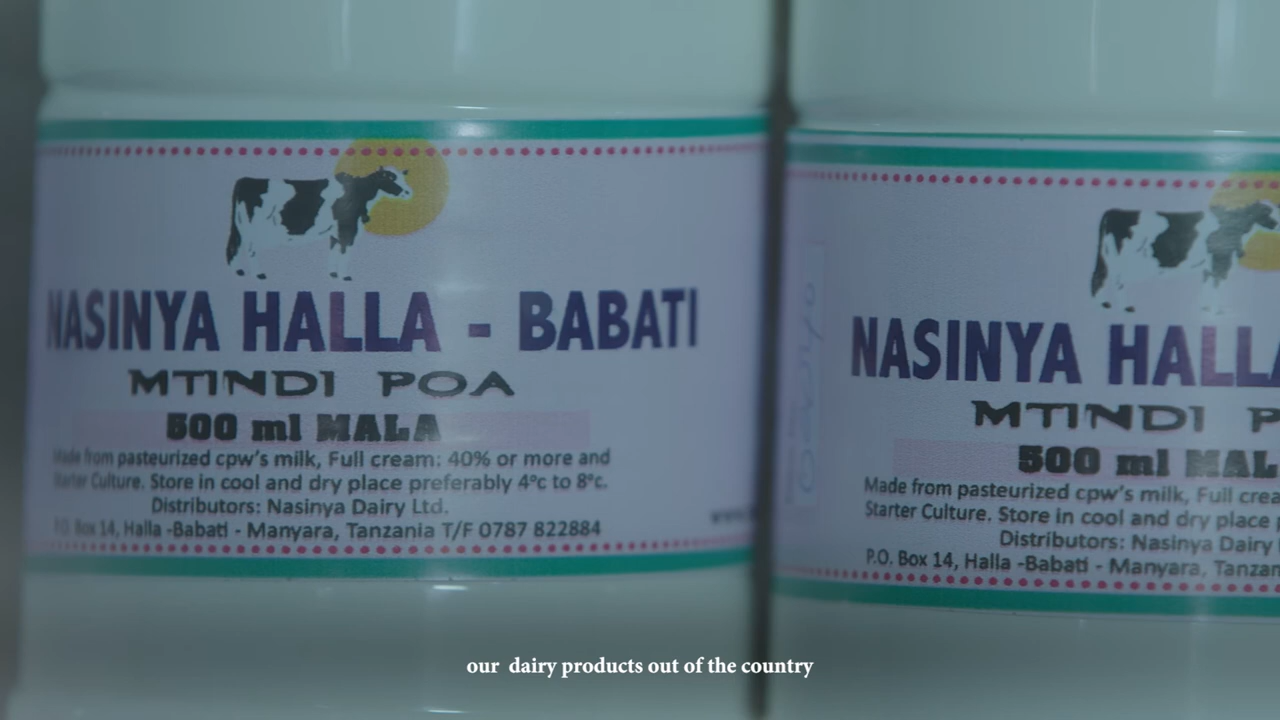 NASINYA HALLA - BABATI
MTINDI POA
500 ml MALA
Made from pasteurized cpw's milk, Full cream: 40% or more and
Starter Culture. Store in cool and dry place preferably 4°c to 8°c.
Distributors: Nasinya Dairy Ltd.
P.O. Box 14, Halla -Babati - Manyara, Tanzania T/F 0787 822884
NASINYA HALLA
MTINDI P
500 ml MAL
Made from pasteurized cpw's milk, Full crea
Starter Culture. Store in cool and dry place
Distributors: Nasinya Dairy
P.O. Box 14, Halla -Babati - Manyara, Tanzan
our dairy products out of the country